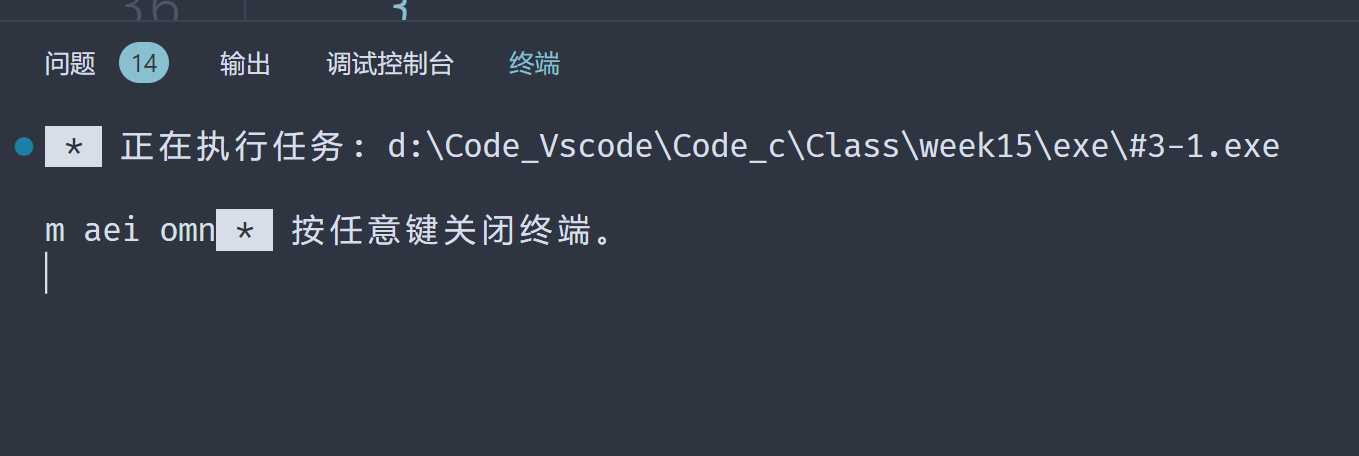 问题 14 输出 调试控制台 终端
* 正在执行任务: d:\Code_Vscode\Code_c\Class\week15\exe\#3-1.exe
m aei omn * 按任意键关闭终端。